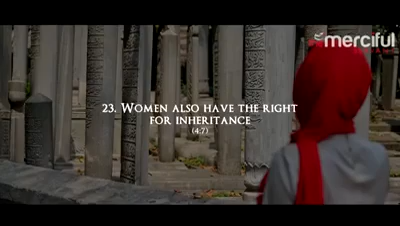 merciful
23. Women also have the right
for inheritance
(4:7)